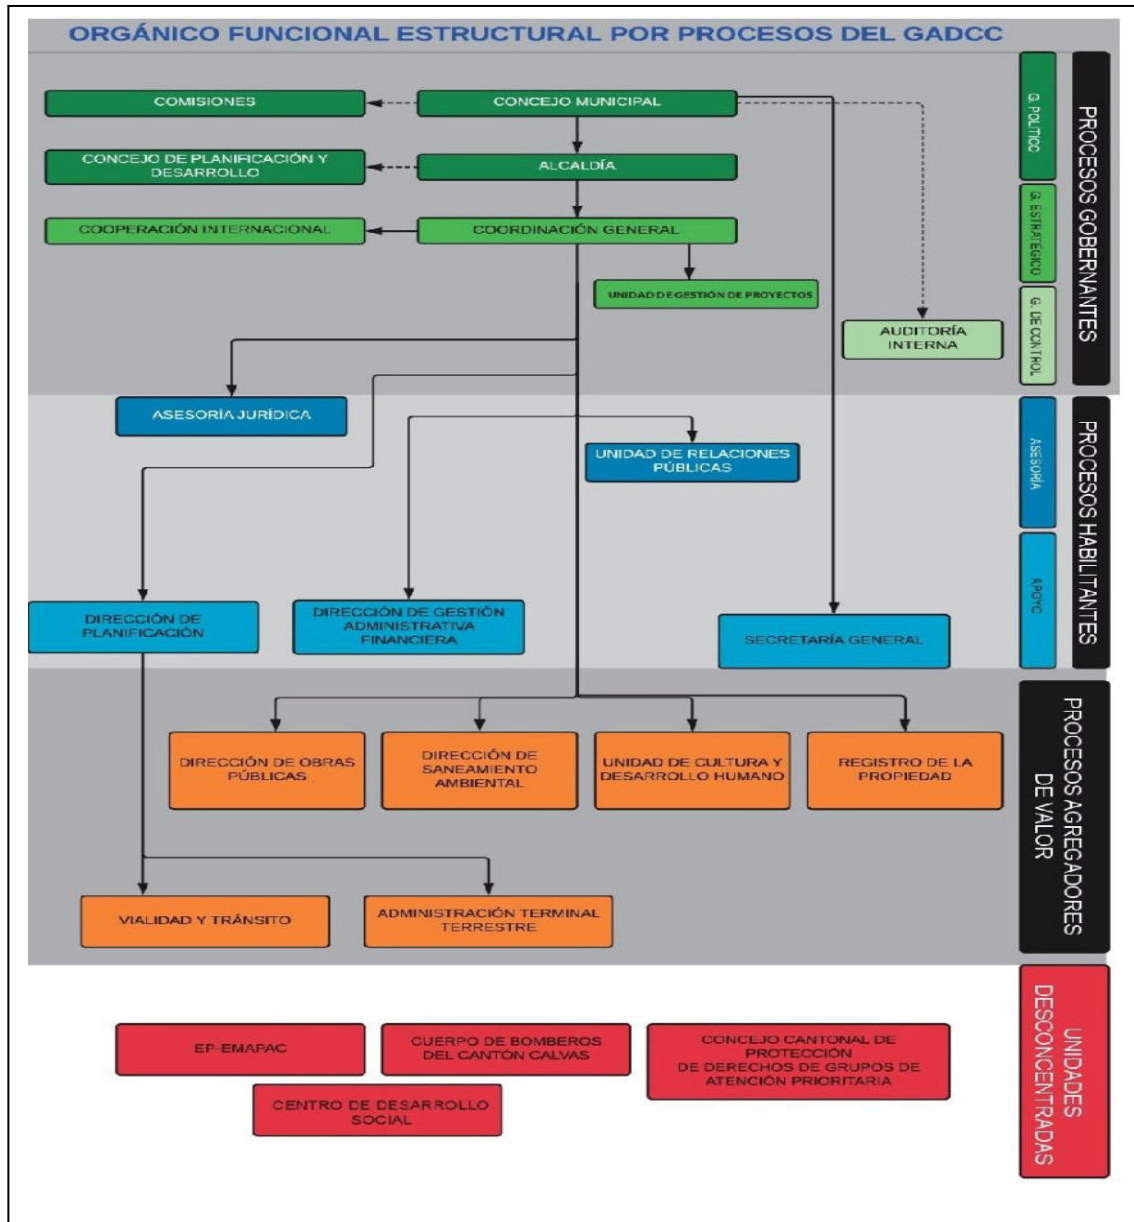 ORGÁNICO FUNCIONAL ESTRUCTURAL POR PROCESOS DEL GADCC
COMISIONES
CONCEJO MUNICIPAL
CONCEJO DE PLANIFICACIÓN Y
DESARROLLO
ALCALDÍA
COOPERACIÓN INTERNACIONAL
COORDINACIÓN GENERAL
UNIDAD DE GESTIÓN DE PROYECTOS
AUDITORÍA
INTERNA
G. POLÍTICO
G. ESTRATÉGICO
G. DE CONTROL
PROCESOS GOBERNANTES
ASESORÍA JURÍDICA
UNIDAD DE RELACIONES
PÚBLICAS
DIRECCIÓN DE
PLANIFICACIÓN
DIRECCIÓN DE GESTIÓN
ADMINISTRATIVA
FINANCIERA
SECRETARÍA GENERAL
ASESORÍA
APOYO
PROCESOS HABILITANTES
DIRECCIÓN DE OBRAS
PÚBLICAS
DIRECCIÓN DE
SANEAMIENTO
AMBIENTAL
UNIDAD DE CULTURA Y
DESARROLLO HUMANO
REGISTRO DE LA
PROPIEDAD
VIALIDAD Y TRÁNSITO
ADMINISTRACIÓN TERMINAL
TERRESTRE
PROCESOS AGREGADORES
DE VALOR
EP-EMAPAC
CUERPO DE BOMBEROS
DEL CANTÓN CALVAS
CONCEJO CANTONAL DE
PROTECCIÓN
DE DERECHOS DE GRUPOS DE
ATENCIÓN PRIORITARIA
CENTRO DE DESARROLLO
SOCIAL
UNIDADES
DESCONCENTRADAS